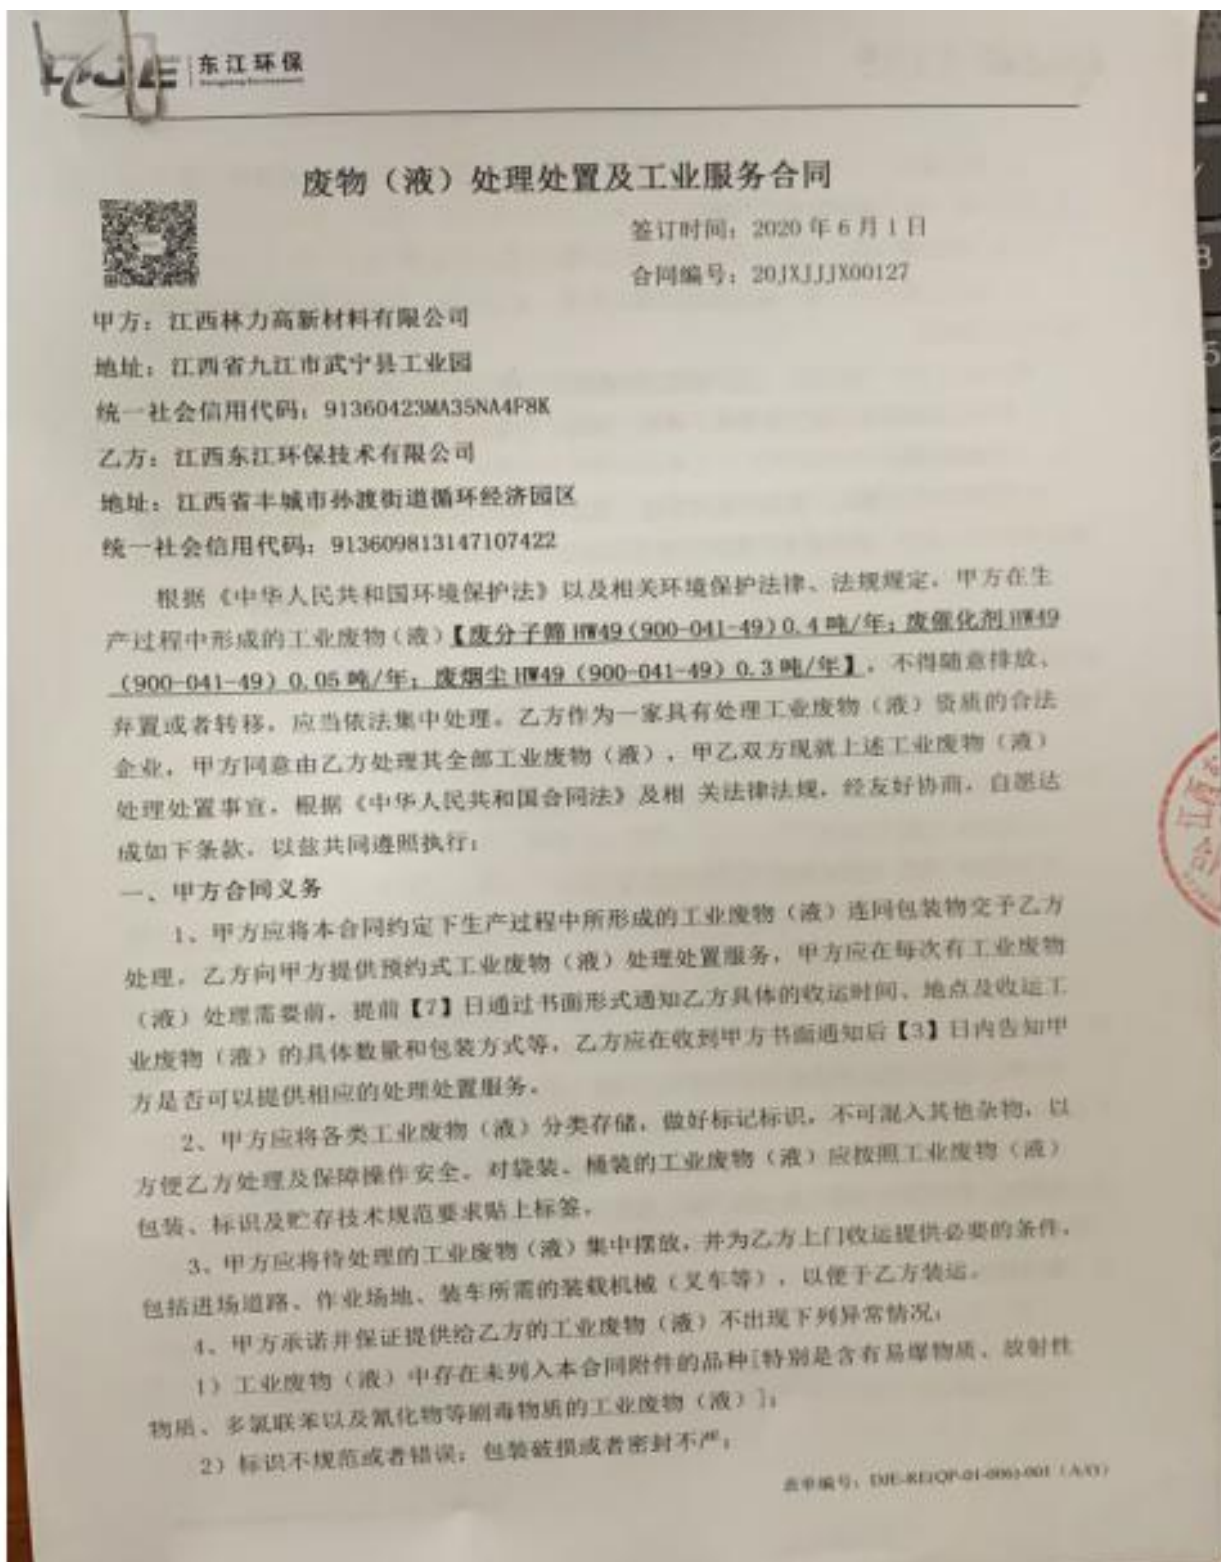 东江环保
废物（液）处理处置及工业服务合同
签订时间：2020 年 6 月 1 日
合同编号：20JXJJJX00127
甲方：江西林力高新材料有限公司
地址：江西省九江市武宁县工业园
统一社会信用代码：91360423MA35NA4F8K
乙方：江西东江环保技术有限公司
地址：江西省丰城市孙渡街道循环经济园区
统一社会信用代码：913609813147107422
根据《中华人民共和国环境保护法》以及相关环境保护法律、法规规定，甲方在生
产过程中形成的工业废物（液）【废分子筛 HW49（900-041-49）0.4 吨/年；废催化剂 HW49
（900-041-49）0.05 吨/年；废烟尘 HW49（900-041-49）0.3 吨/年】，不得随意排放、
弃置或者转移，应当依法集中处理。乙方作为一家具有处理工业废物（液）资质的合法
企业，甲方同意由乙方处理其全部工业废物（液），甲乙双方现就上述工业废物（液）
处理处置事宜，根据《中华人民共和国合同法》及相 关法律法规，经友好协商，自愿达
成如下条款，以兹共同遵照执行：
一、甲方合同义务
1、甲方应将本合同约定下生产过程中所形成的工业废物（液）连同包装物交予乙方
处理，乙方向甲方提供预约式工业废物（液）处理处置服务，甲方应在每次有工业废物
（液）处理需要前，提前【7】日通过书面形式通知乙方具体的收运时间、地点及收运工
业废物（液）的具体数量和包装方式等，乙方应在收到甲方书面通知后【3】日内告知甲
方是否可以提供相应的处理处置服务。
2、甲方应将各类工业废物（液）分类存储，做好标记标识，不可混入其他杂物，以
方便乙方处理及保障操作安全。对袋装、桶装的工业废物（液）应按照工业废物（液）
包装、标识及贮存技术规范要求贴上标签。
3、甲方应将待处理的工业废物（液）集中摆放，并为乙方上门收运提供必要的条件，
包括进场道路、作业场地、装车所需的装载机械（叉车等），以便于乙方装运。
4、甲方承诺并保证提供给乙方的工业废物（液）不出现下列异常情况：
1）工业废物（液）中存在未列入本合同附件的品种[特别是含有易爆物质、放射性
物质、多氯联苯以及氰化物等剧毒物质的工业废物（液）]；
2）标识不规范或者错误；包装破损或者密封不严；
表单编号：DJE-RE(QP-01-006)-001（A/0）
江西